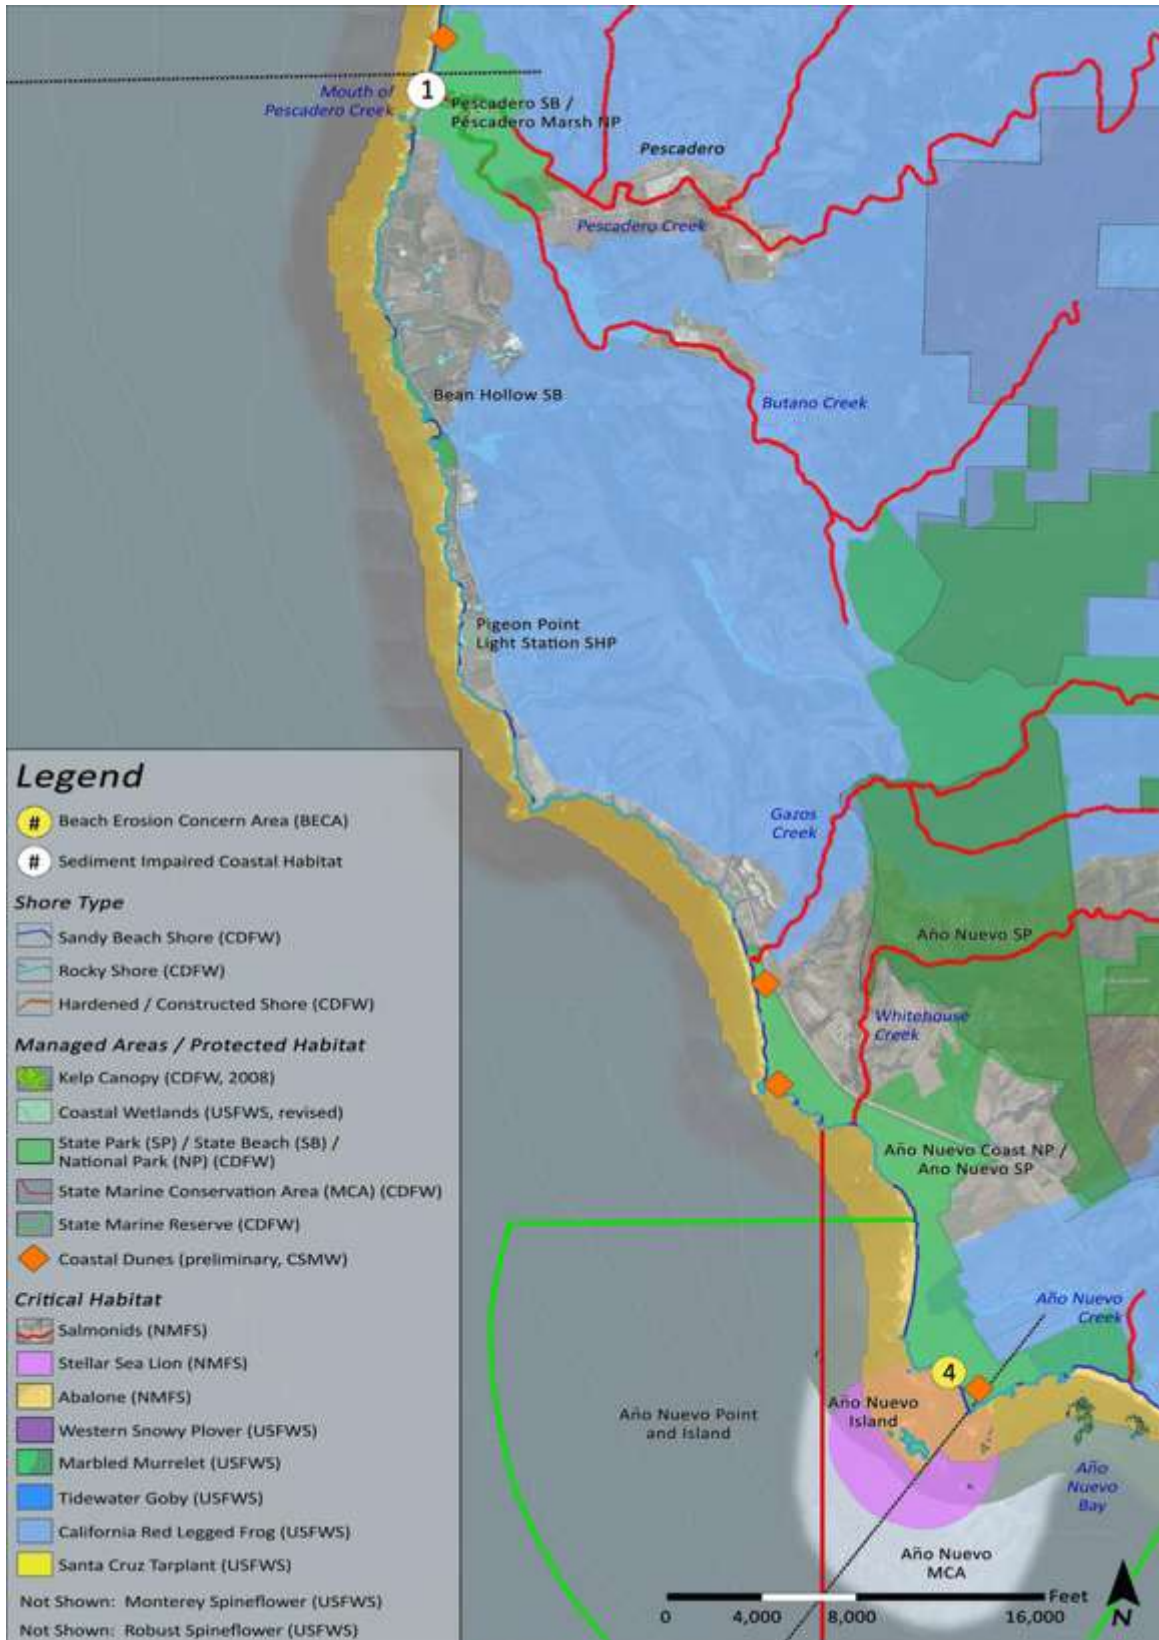 1
Mouth of
Pescadero Creek
Pescadero SB /
Pescadero Marsh NP
Pescadero
Pescadero Creek
Bean Hollow SB
Butano Creek
Pigeon Point
Light Station SHP
Gazos
Creek
Año Nuevo SP
Whitehouse
Creek
Año Nuevo Coast NP /
Ano Nuevo SP
Año Nuevo
Creek
4
Año Nuevo
Island
Año Nuevo Point
and Island
Año
Nuevo
Bay
Año Nuevo
MCA
Feet
0 4,000 8,000 16,000
N
Legend
# Beach Erosion Concern Area (BECA)
# Sediment Impaired Coastal Habitat
Shore Type
Sandy Beach Shore (CDFW)
Rocky Shore (CDFW)
Hardened / Constructed Shore (CDFW)
Managed Areas / Protected Habitat
Kelp Canopy (CDFW, 2008)
Coastal Wetlands (USFWS, revised)
State Park (SP) / State Beach (SB) /
National Park (NP) (CDFW)
State Marine Conservation Area (MCA) (CDFW)
State Marine Reserve (CDFW)
Coastal Dunes (preliminary, CSMW)
Critical Habitat
Salmonids (NMFS)
Stellar Sea Lion (NMFS)
Abalone (NMFS)
Western Snowy Plover (USFWS)
Marbled Murrelet (USFWS)
Tidewater Goby (USFWS)
California Red Legged Frog (USFWS)
Santa Cruz Tarplant (USFWS)
Not Shown: Monterey Spineflower (USFWS)
Not Shown: Robust Spineflower (USFWS)